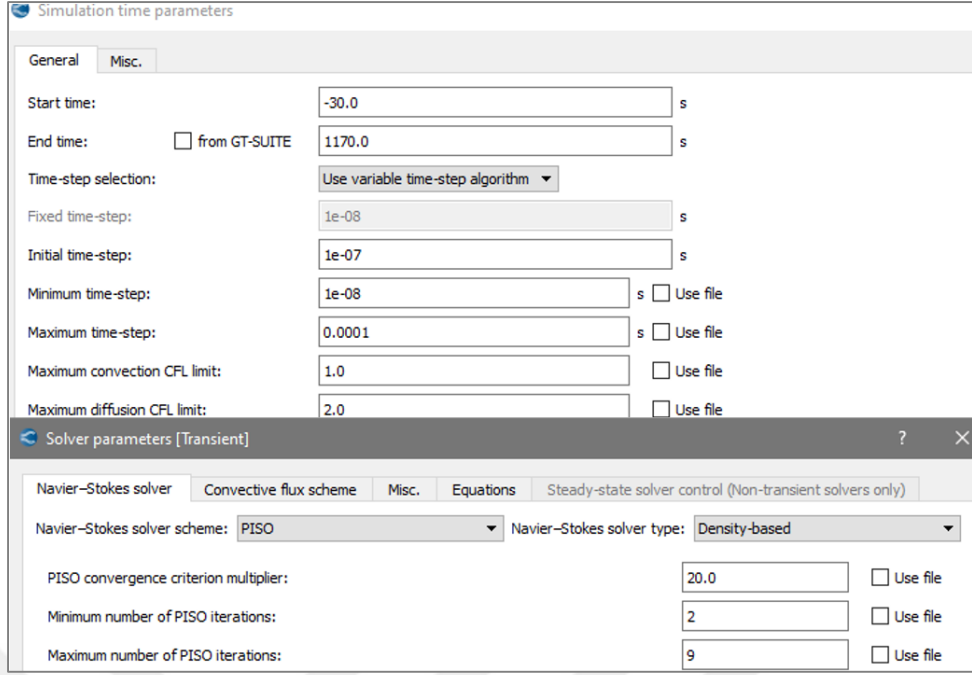 Simulation time parameters
General Misc.
Start time: -30.0 s
End time: from GT-SUITE 1170.0 s
Time-step selection: Use variable time-step algorithm
Fixed time-step: 1e-08 s
Initial time-step: 1e-07 s
Minimum time-step: 1e-08 s Use file
Maximum time-step: 0.0001 s Use file
Maximum convection CFL limit: 1.0 Use file
Maximum diffusion CFL limit: 2.0 Use file
Solver parameters [Transient] ? ×
Navier–Stokes solver Convective flux scheme Misc. Equations Steady-state solver control (Non-transient solvers only)
Navier–Stokes solver scheme: PISO Navier–Stokes solver type: Density-based
PISO convergence criterion multiplier: 20.0 Use file
Minimum number of PISO iterations: 2 Use file
Maximum number of PISO iterations: 9 Use file